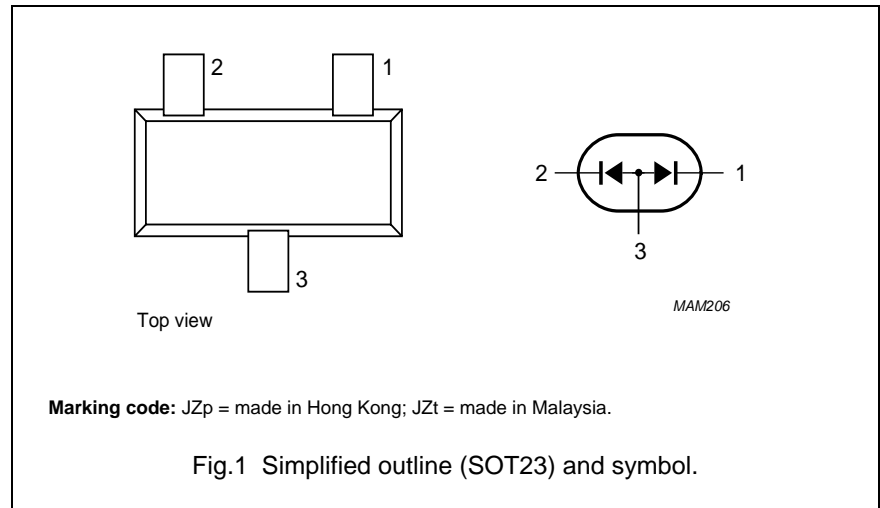 2
1
3
Top view
2
1
3
MAM206
Marking code: JZp = made in Hong Kong; JZt = made in Malaysia.
Fig.1 Simplified outline (SOT23) and symbol.